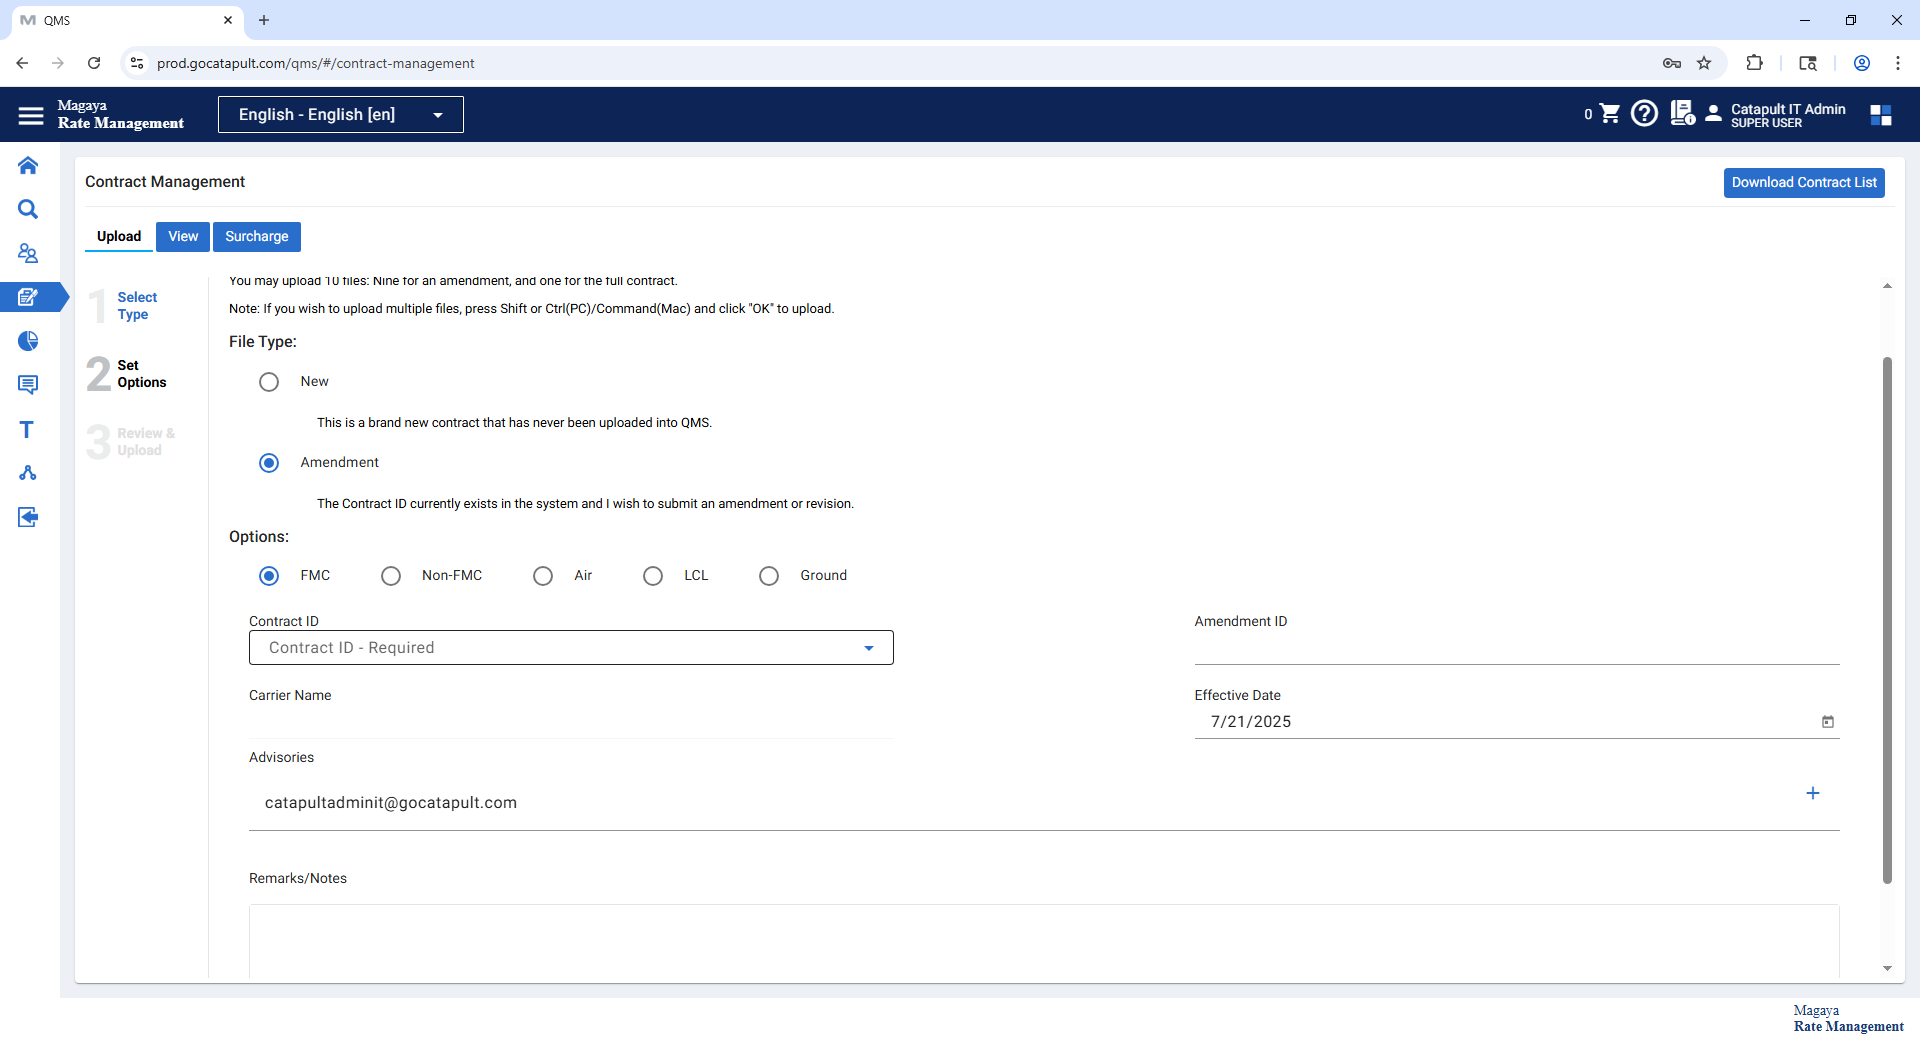 QMS
prod.gocatapult.com/qms/#/contract-management
Magaya
Rate Management
English - English [en]
0
Catapult IT Admin
SUPER USER
Contract Management
Download Contract List
Upload
View
Surcharge
1
Select
Type
2
Set
Options
3
Review &
Upload
You may upload 10 files: Nine for an amendment, and one for the full contract.
Note: If you wish to upload multiple files, press Shift or Ctrl(PC)/Command(Mac) and click "OK" to upload.
File Type:
New
This is a brand new contract that has never been uploaded into QMS.
Amendment
The Contract ID currently exists in the system and I wish to submit an amendment or revision.
Options:
FMC
Non-FMC
Air
LCL
Ground
Contract ID
Contract ID - Required
Amendment ID
Carrier Name
Effective Date
7/21/2025
Advisories
catapultadminit@gocatapult.com
Remarks/Notes
Magaya
Rate Management